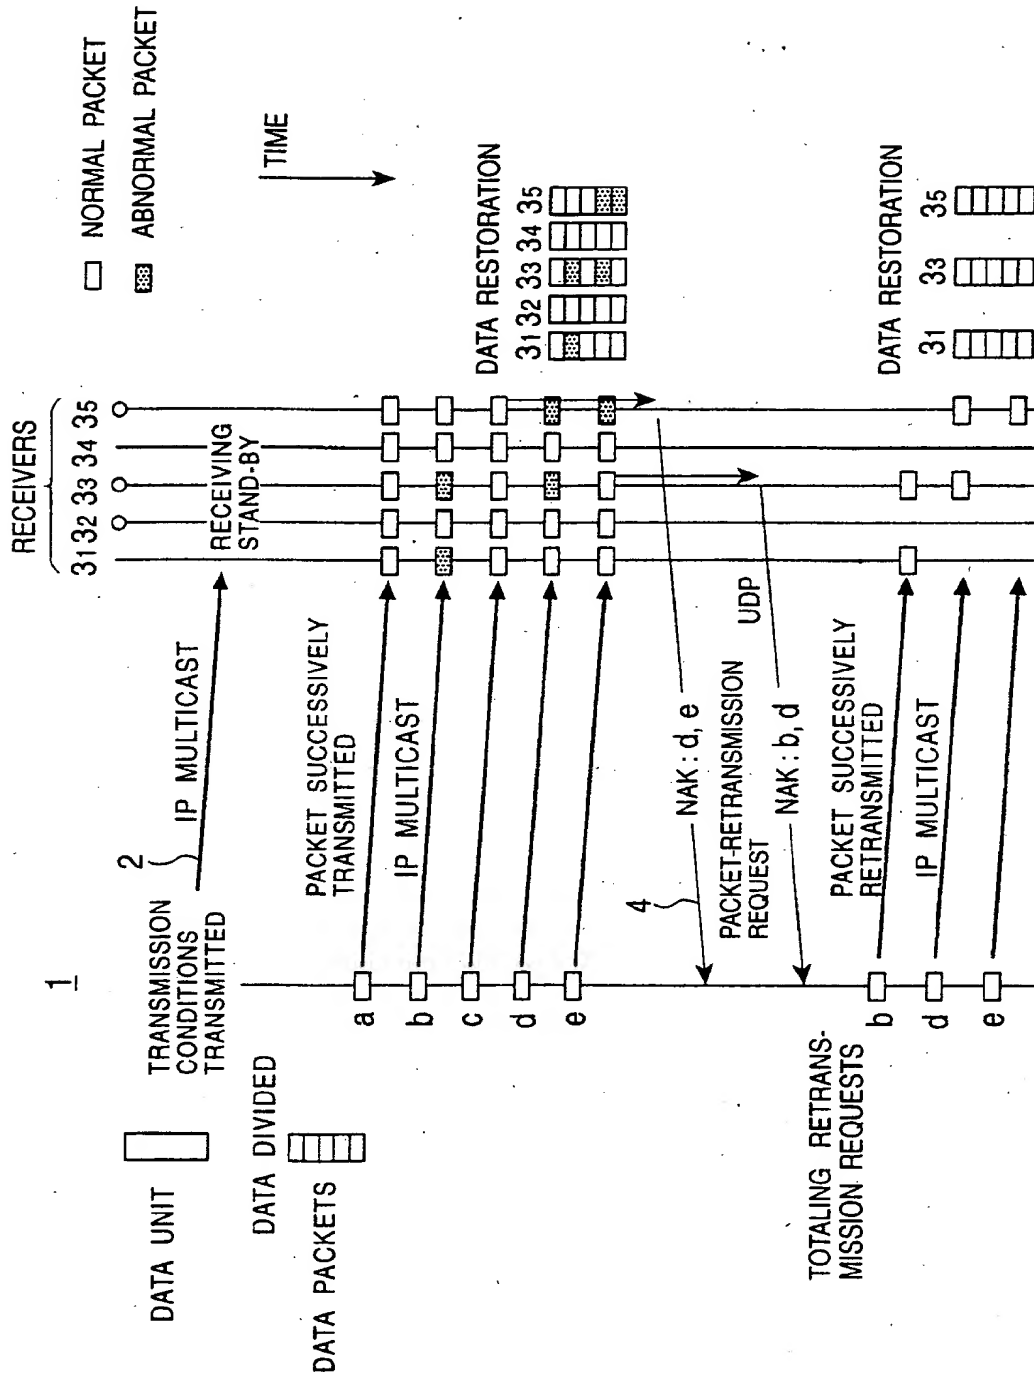 1
RECEIVERS
31 32 33 34 35
NORMAL PACKET
ABNORMAL PACKET
TIME
DATA UNIT
TRANSMISSION
CONDITIONS
TRANSMITTED
2
IP MULTICAST
RECEIVING
STAND-BY
DATA DIVIDED
DATA PACKETS
PACKET SUCCESSIVELY
TRANSMITTED
IP MULTICAST
a
b
c
d
e
DATA RESTORATION
31 32 33 34 35
4
NAK : d, e
PACKET-RETRANSMISSION
REQUEST
UDP
NAK : b, d
TOTALING RETRANS-
MISSION REQUESTS
PACKET SUCCESSIVELY
RETRANSMITTED
IP MULTICAST
b
d
e
DATA RESTORATION
31 33 35